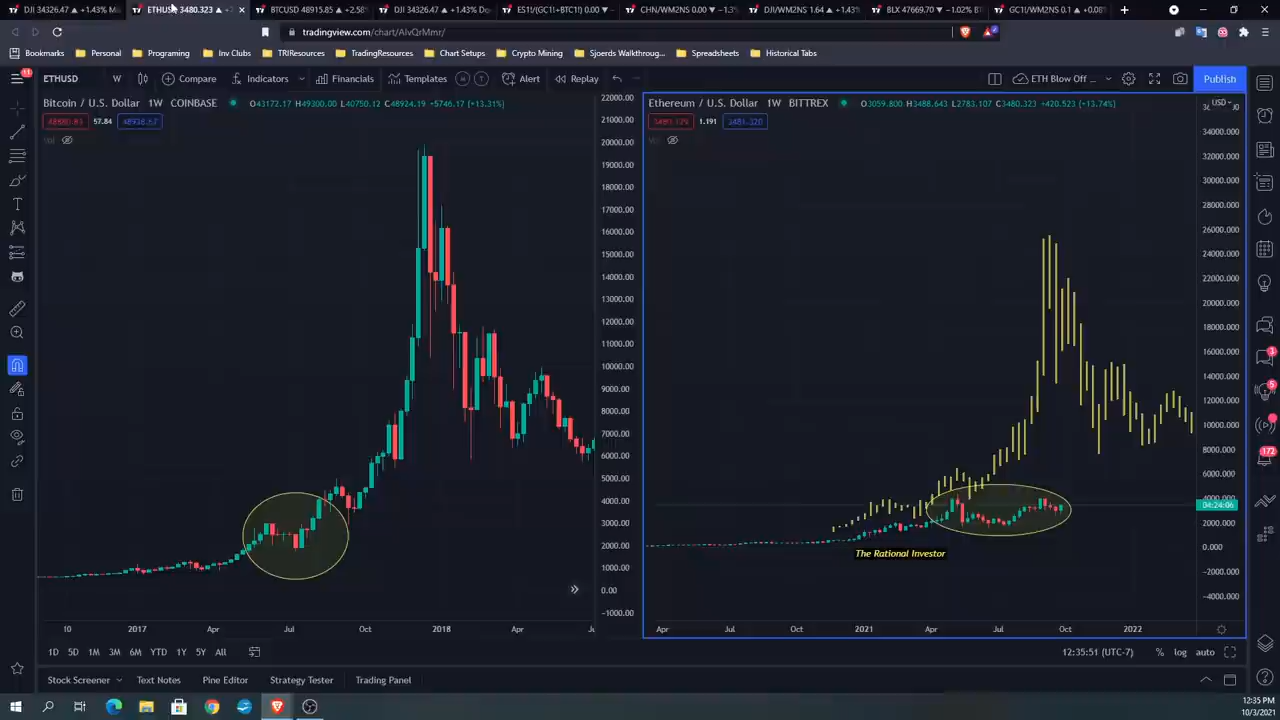 DJI 34326.47 ▲ +1.43%
ETHUSD 3480.323 ▲
BTCUSD 48915.85 ▲ +2.58%
DJI 34326.47 ▲ +1.43%
ES1!/(GC1!+BTC1!) 0.00
CHN/WM2NS 0.00 ▼ −1.3%
DJI/WM2NS 1.64 ▲ +1.43%
BLX 47669.70 ▼ −1.02%
GC1!/WM2NS 0.1 ▲ +0.08%
tradingview.com/chart/AlvQrMmr/
Bookmarks Personal Programing Inv Clubs TRIResources TradingResources Chart Setups Crypto Mining Sjoerds Walkthroug... Spreadsheets Historical Tabs
11
ETHUSD W Compare Indicators Financials Templates Alert Replay ETH Blow Off ... Publish
Bitcoin / U.S. Dollar 1W COINBASE O43172.17 H49300.00 L40750.12 C48924.19 +5746.17 (+13.31%)
57.84
22000.00
21000.00
20000.00
19000.00
18000.00
17000.00
16000.00
15000.00
14000.00
13000.00
12000.00
11000.00
10000.00
9000.00
8000.00
7000.00
6000.00
5000.00
4000.00
3000.00
2000.00
1000.00
0.00
−1000.00
10 2017 Apr Jul Oct 2018 Apr
Ethereum / U.S. Dollar 1W BITTREX O3059.800 H3488.643 L2783.107 C3480.323 +420.523 (+13.74%)
1.191
USD
34000.000
32000.000
30000.000
28000.000
26000.000
24000.000
22000.000
20000.000
18000.000
16000.000
14000.000
12000.000
10000.000
8000.000
6000.000
04:24:06
2000.000
0.000
−2000.000
−4000.000
The Rational Investor
Apr Jul Oct 2021 Apr Jul Oct 2022
3
5
172
1D 5D 1M 3M 6M YTD 1Y 5Y All
12:35:51 (UTC-7) % log auto
Stock Screener Text Notes Pine Editor Strategy Tester Trading Panel
12:35 PM
10/3/2021